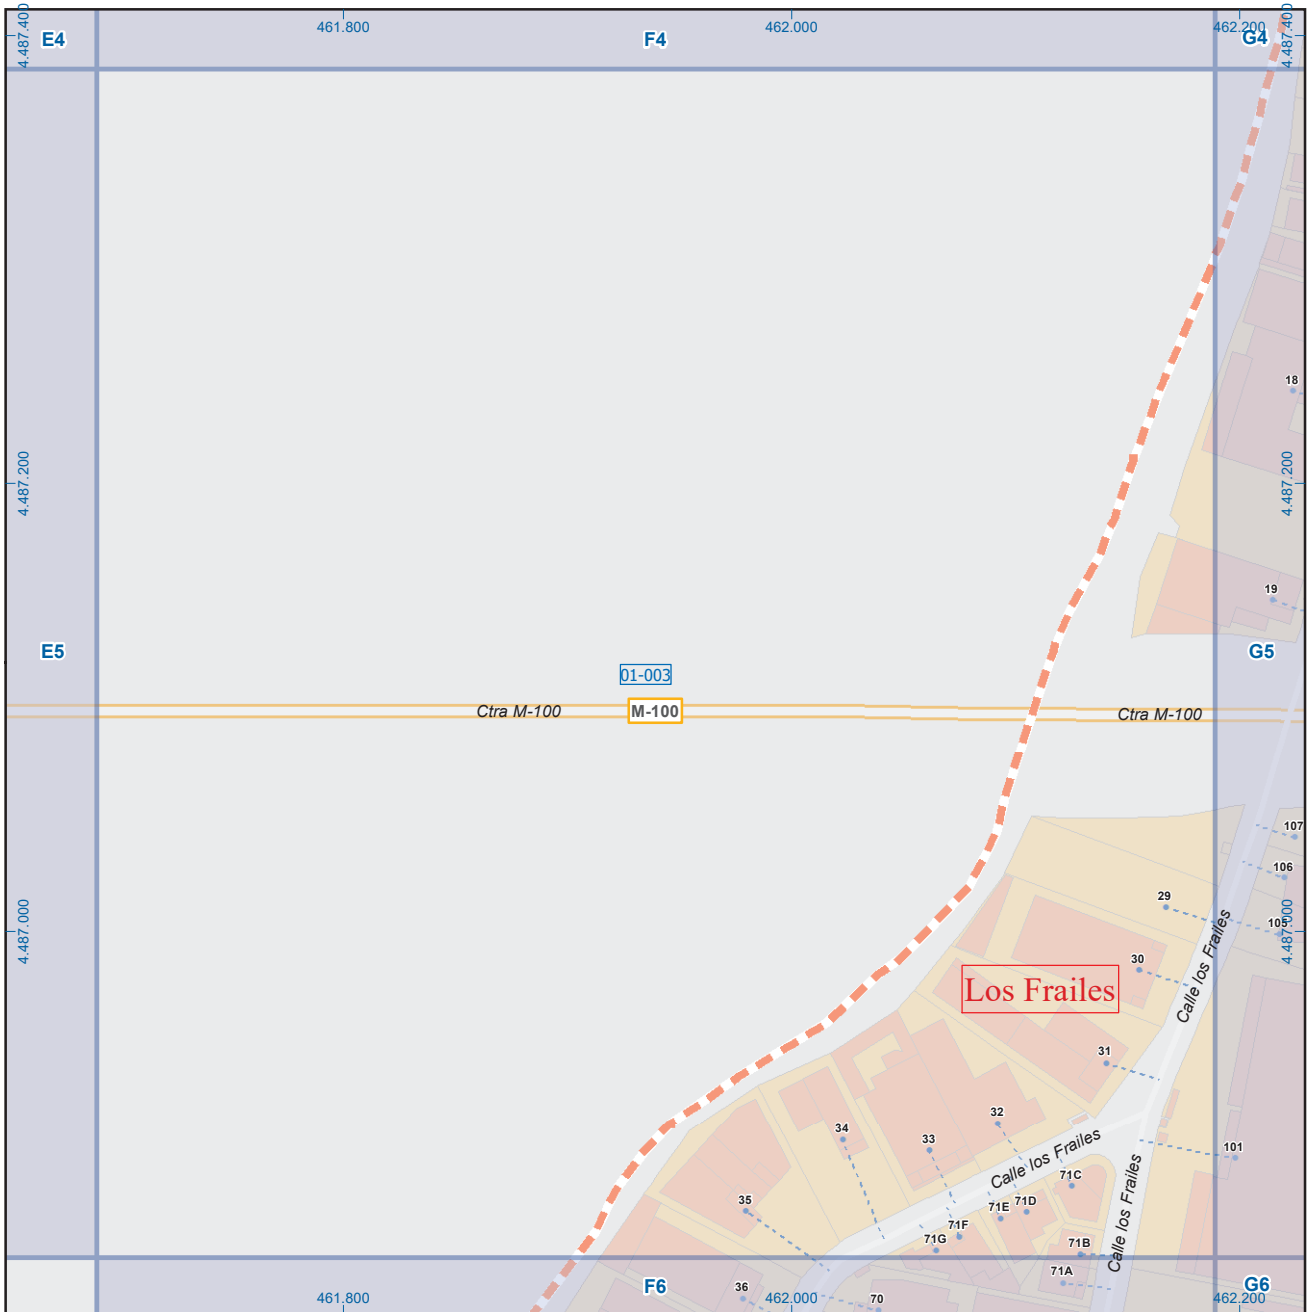 461.800
462.000
462.200
E4
F4
G4
4.487.400
4.487.400
18
4.487.200
4.487.200
19
E5
01-003
G5
Ctra M-100
M-100
Ctra M-100
107
106
29
105
4.487.000
4.487.000
30
Calle los Frailes
Los Frailes
31
32
34
33
Calle los Frailes
101
71C
Calle los Frailes
35
71E
71D
71F
71G
71B
71A
F6
G6
36
70
461.800
462.000
462.200